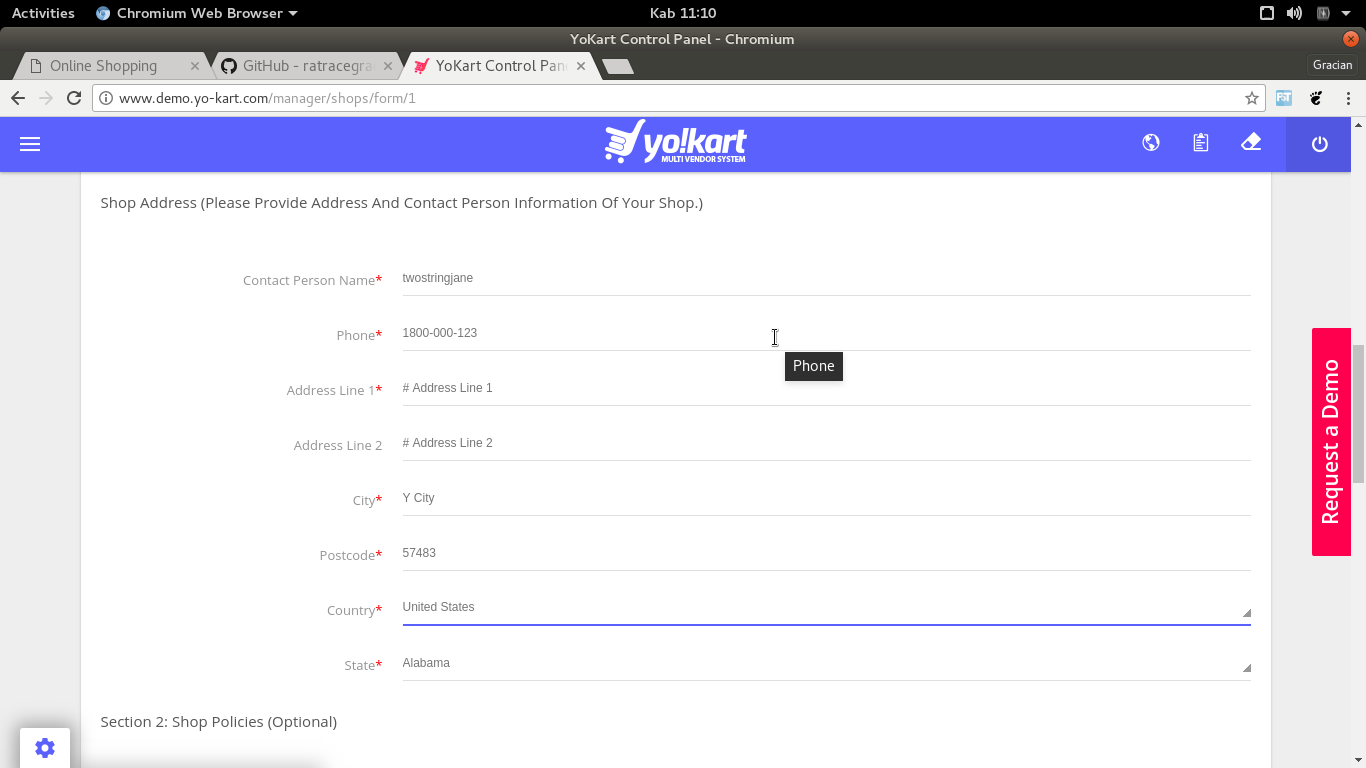 Activities Chromium Web Browser Kab 11:10
YoKart Control Panel - Chromium
Online Shopping GitHub - ratracegra YoKart Control Pane Gracian
www.demo.yo-kart.com/manager/shops/form/1
yo!kart
MULTI VENDOR SYSTEM
Shop Address (Please Provide Address And Contact Person Information Of Your Shop.)
Contact Person Name* twostringjane
Phone* 1800-000-123
Phone
Address Line 1* # Address Line 1
Address Line 2 # Address Line 2
City* Y City
Postcode* 57483
Country* United States
State* Alabama
Section 2: Shop Policies (Optional)
Request a Demo